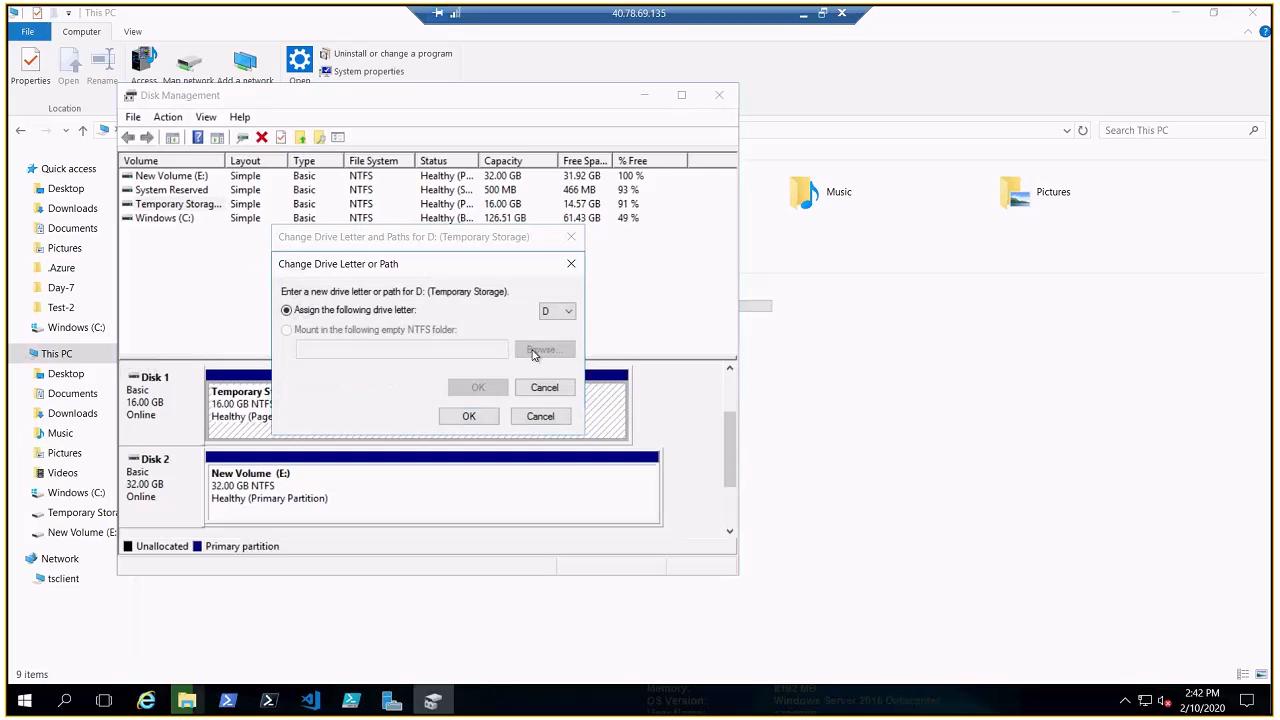 This PC
40.78.69.135
File
Computer
View
Properties
Open
Rename
Access
Map network
Add a network
Open
Uninstall or change a program
System properties
Location
Search This PC
Quick access
Desktop
Downloads
Documents
Pictures
.Azure
Day-7
Test-2
Windows (C:)
This PC
Desktop
Documents
Downloads
Music
Pictures
Videos
Windows (C:)
Temporary Stora
New Volume (E:
Network
tsclient
Music
Pictures
Disk Management
File
Action
View
Help
Volume Layout Type File System Status Capacity Free Spa... % Free
New Volume (E:) Simple Basic NTFS Healthy (P... 32.00 GB 31.92 GB 100 %
System Reserved Simple Basic NTFS Healthy (P... 500 MB 466 MB 93 %
Temporary Storag... Simple Basic NTFS Healthy (P... 16.00 GB 14.57 GB 91 %
Windows (C:) Simple Basic NTFS Healthy (B... 126.51 GB 61.43 GB 49 %
Change Drive Letter and Paths for D: (Temporary Storage)
Change Drive Letter or Path
Enter a new drive letter or path for D: (Temporary Storage).
Assign the following drive letter:
D
Mount in the following empty NTFS folder:
Browse...
OK
Cancel
OK
Cancel
Disk 1
Basic
16.00 GB
Online
Temporary S
16.00 GB NTF
Healthy (Page
Disk 2
Basic
32.00 GB
Online
New Volume (E:)
32.00 GB NTFS
Healthy (Primary Partition)
Unallocated
Primary partition
9 items
Memory:
8192 MB
OS Version:
Windows Server 2016 Datacenter
2:42 PM
2/10/2020